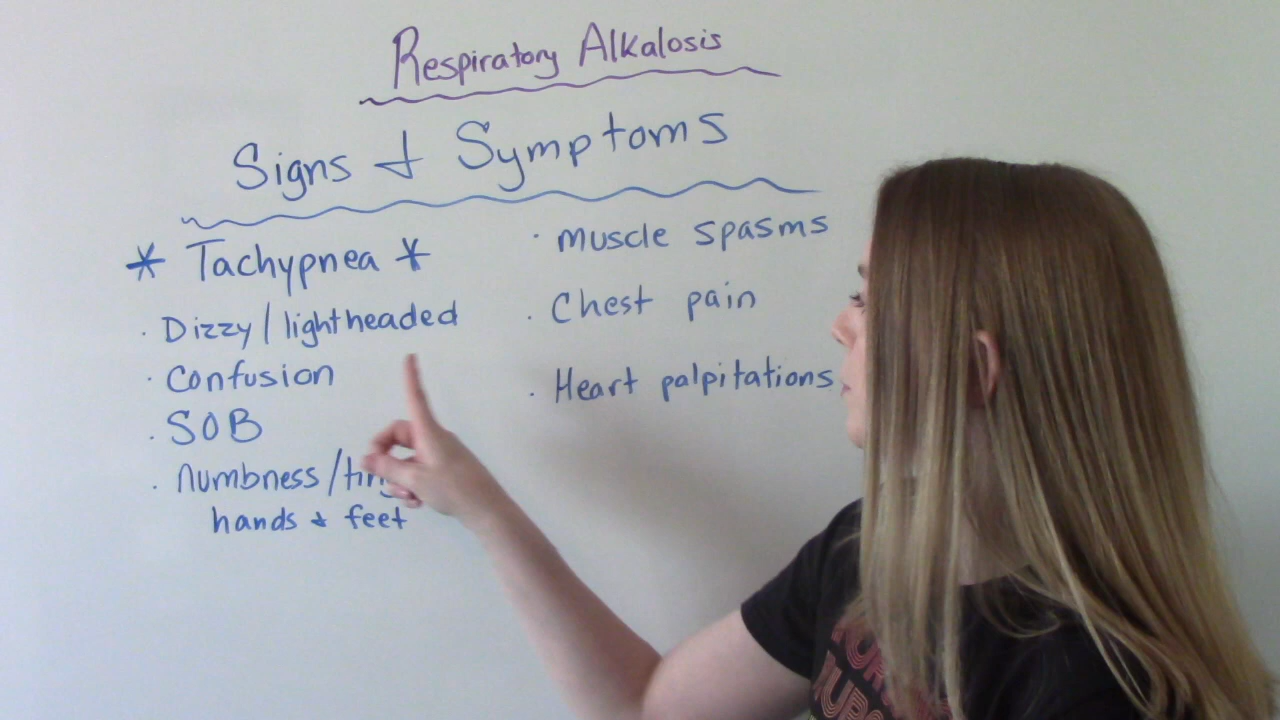 Respiratory Alkalosis
Signs & Symptoms
* Tachypnea *
· Dizzy/lightheaded
· Confusion
· SOB
· numbness/
hands & feet
· muscle spasms
· Chest pain
· Heart palpitations